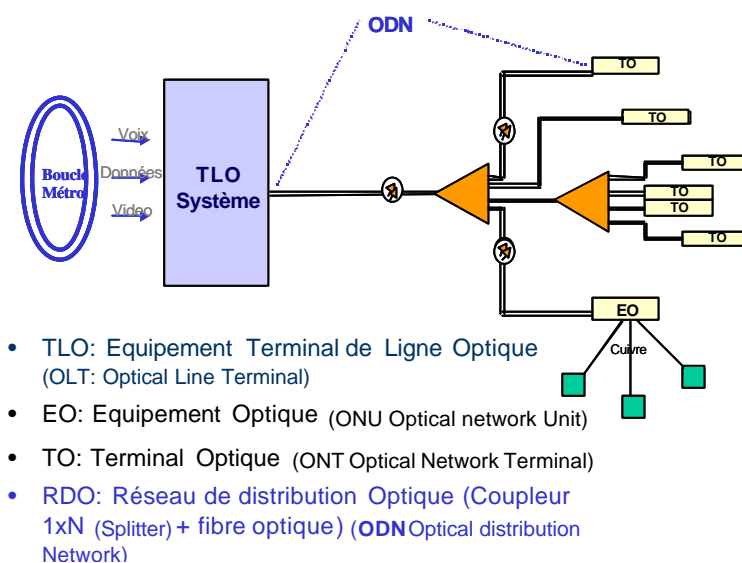 ODN
TO
TO
Voix
Boucle
Données
Métro
Video
TLO
Système
TO
TO
TO
TO
EO
Cuivre
• TLO: Equipement Terminal de Ligne Optique
(OLT: Optical Line Terminal)
• EO: Equipement Optique (ONU Optical network Unit)
• TO: Terminal Optique (ONT Optical Network Terminal)
• RDO: Réseau de distribution Optique (Coupleur
1xN (Splitter) + fibre optique) (ODN Optical distribution
Network)